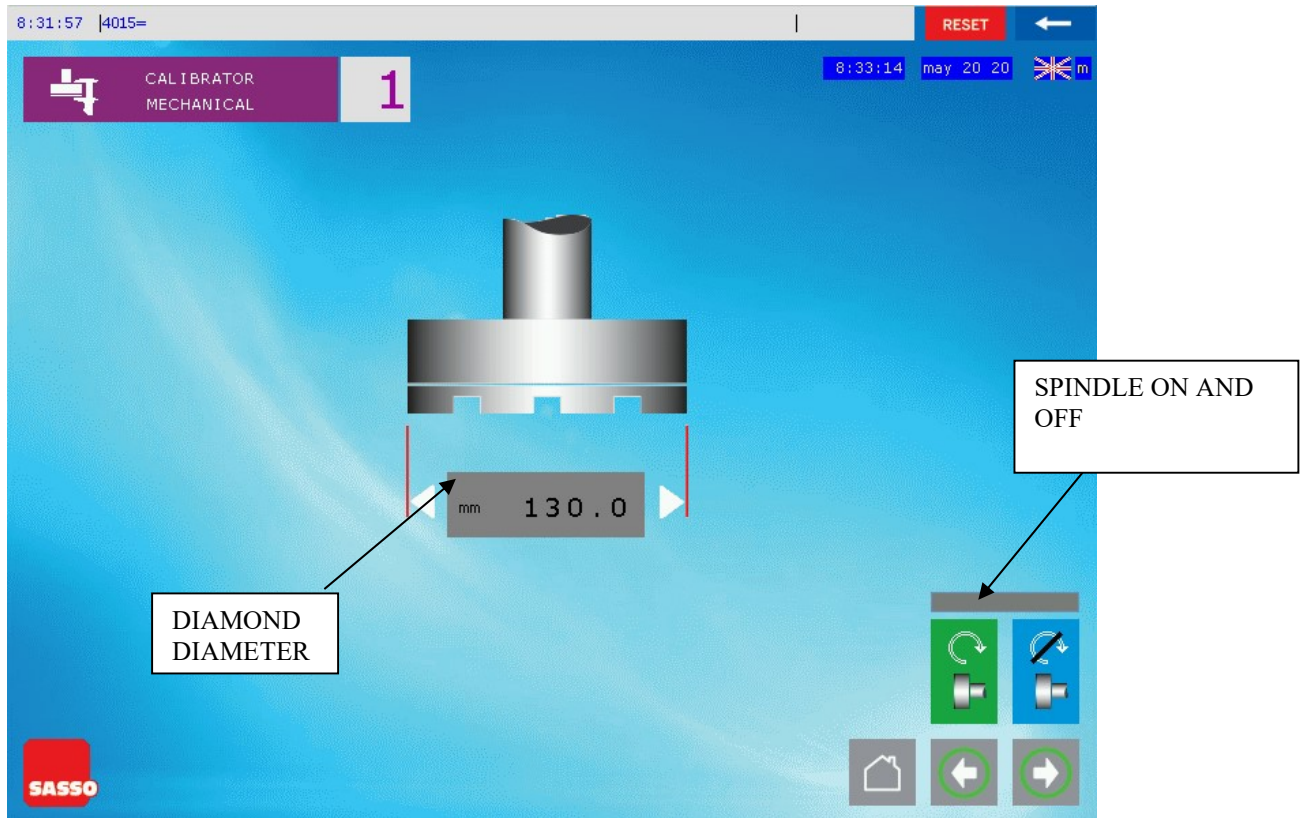 8:31:57 |4015=
RESET
8:33:14 may 20 20 m
CALIBRATOR
MECHANICAL
1
SPINDLE ON AND
OFF
mm 130.0
DIAMOND
DIAMETER
SASSO